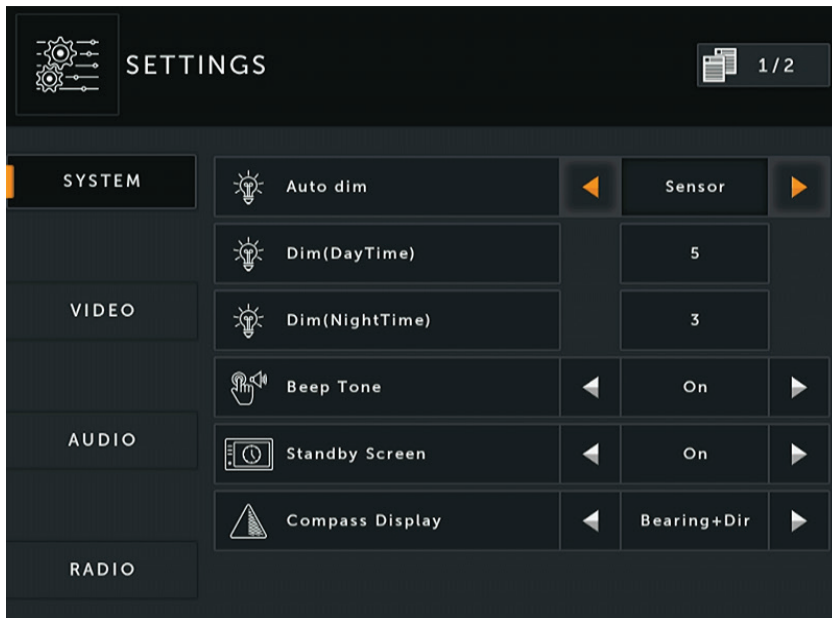 SETTINGS
1/2
SYSTEM
VIDEO
AUDIO
RADIO
Auto dim Sensor
Dim(DayTime) 5
Dim(NightTime) 3
Beep Tone On
Standby Screen On
Compass Display Bearing+Dir